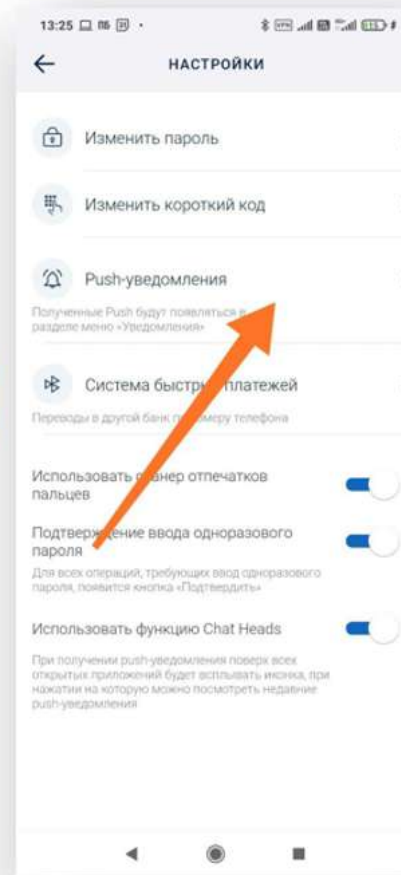 13:25
НАСТРОЙКИ
Изменить пароль
Изменить короткий код
Push-уведомления
Полученные Push будут появляться в
разделе меню «Уведомления»
Система быстрых платежей
Переводы в другой банк по номеру телефона
Использовать сканер отпечатков
пальцев
Подтверждение ввода одноразового
пароля
Для всех операций, требующих ввод одноразового
пароля, появится кнопка «Подтвердить»
Использовать функцию Chat Heads
При получении push-уведомления поверх всех
открытых приложений будет всплывать иконка, при
нажатии на которую можно посмотреть недавние
push-уведомления